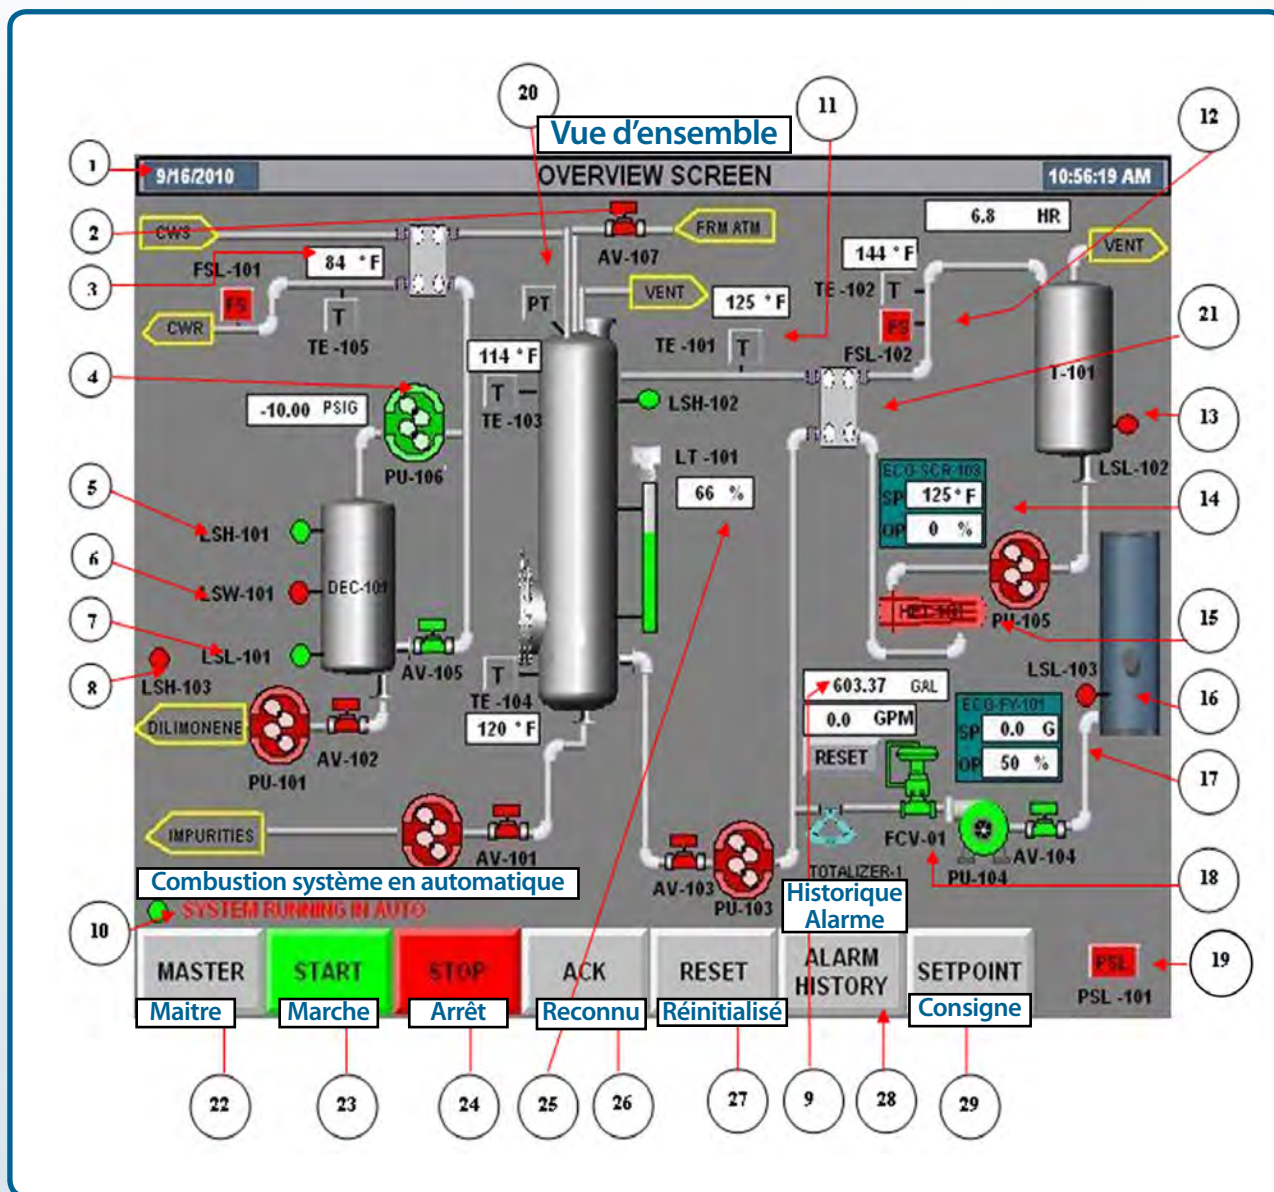 20
11
12
Vue d'ensemble
1
9/16/2010
OVERVIEW SCREEN
10:56:19 AM
2
CWS
FRM ATM
6.8 HR
VENT
AV-107
FSL-101
84 °F
144 °F
3
FS
VENT
125 °F
TE-102 T
CWR
T
PT
FS
21
TE-105
TE-101 T
FSL-102
114 °F
T-101
4
T
-10.00 PSIG
TE-103
LSH-102
13
PU-106
LT-101
LSL-102
66 %
ECO-SCR-103
SP 125°F
OP 0 %
14
5
LSH-101
6
LSW-101
DEC-101
HET-101
PU-105
15
7
LSL-101
AV-105
8
LSH-103
T
TE-104
LSL-103
603.37 GAL
16
DILIMONENE
120 °F
0.0 GPM
ECO-FY-101
SP 0.0 G
OP 50 %
AV-102
RESET
PU-101
17
IMPURITIES
AV-101
FCV-01
AV-104
PU-104
AV-103
PU-103
TOTALIZER-1
18
Combustion système en automatique
Historique
Alarme
10
SYSTEM RUNNING IN AUTO
MASTER
START
STOP
ACK
RESET
ALARM
HISTORY
SETPOINT
PSL
19
PSL -101
Maitre
Marche
Arrêt
Reconnu
Réinitialisé
Consigne
22
23
24
25
26
27
9
28
29